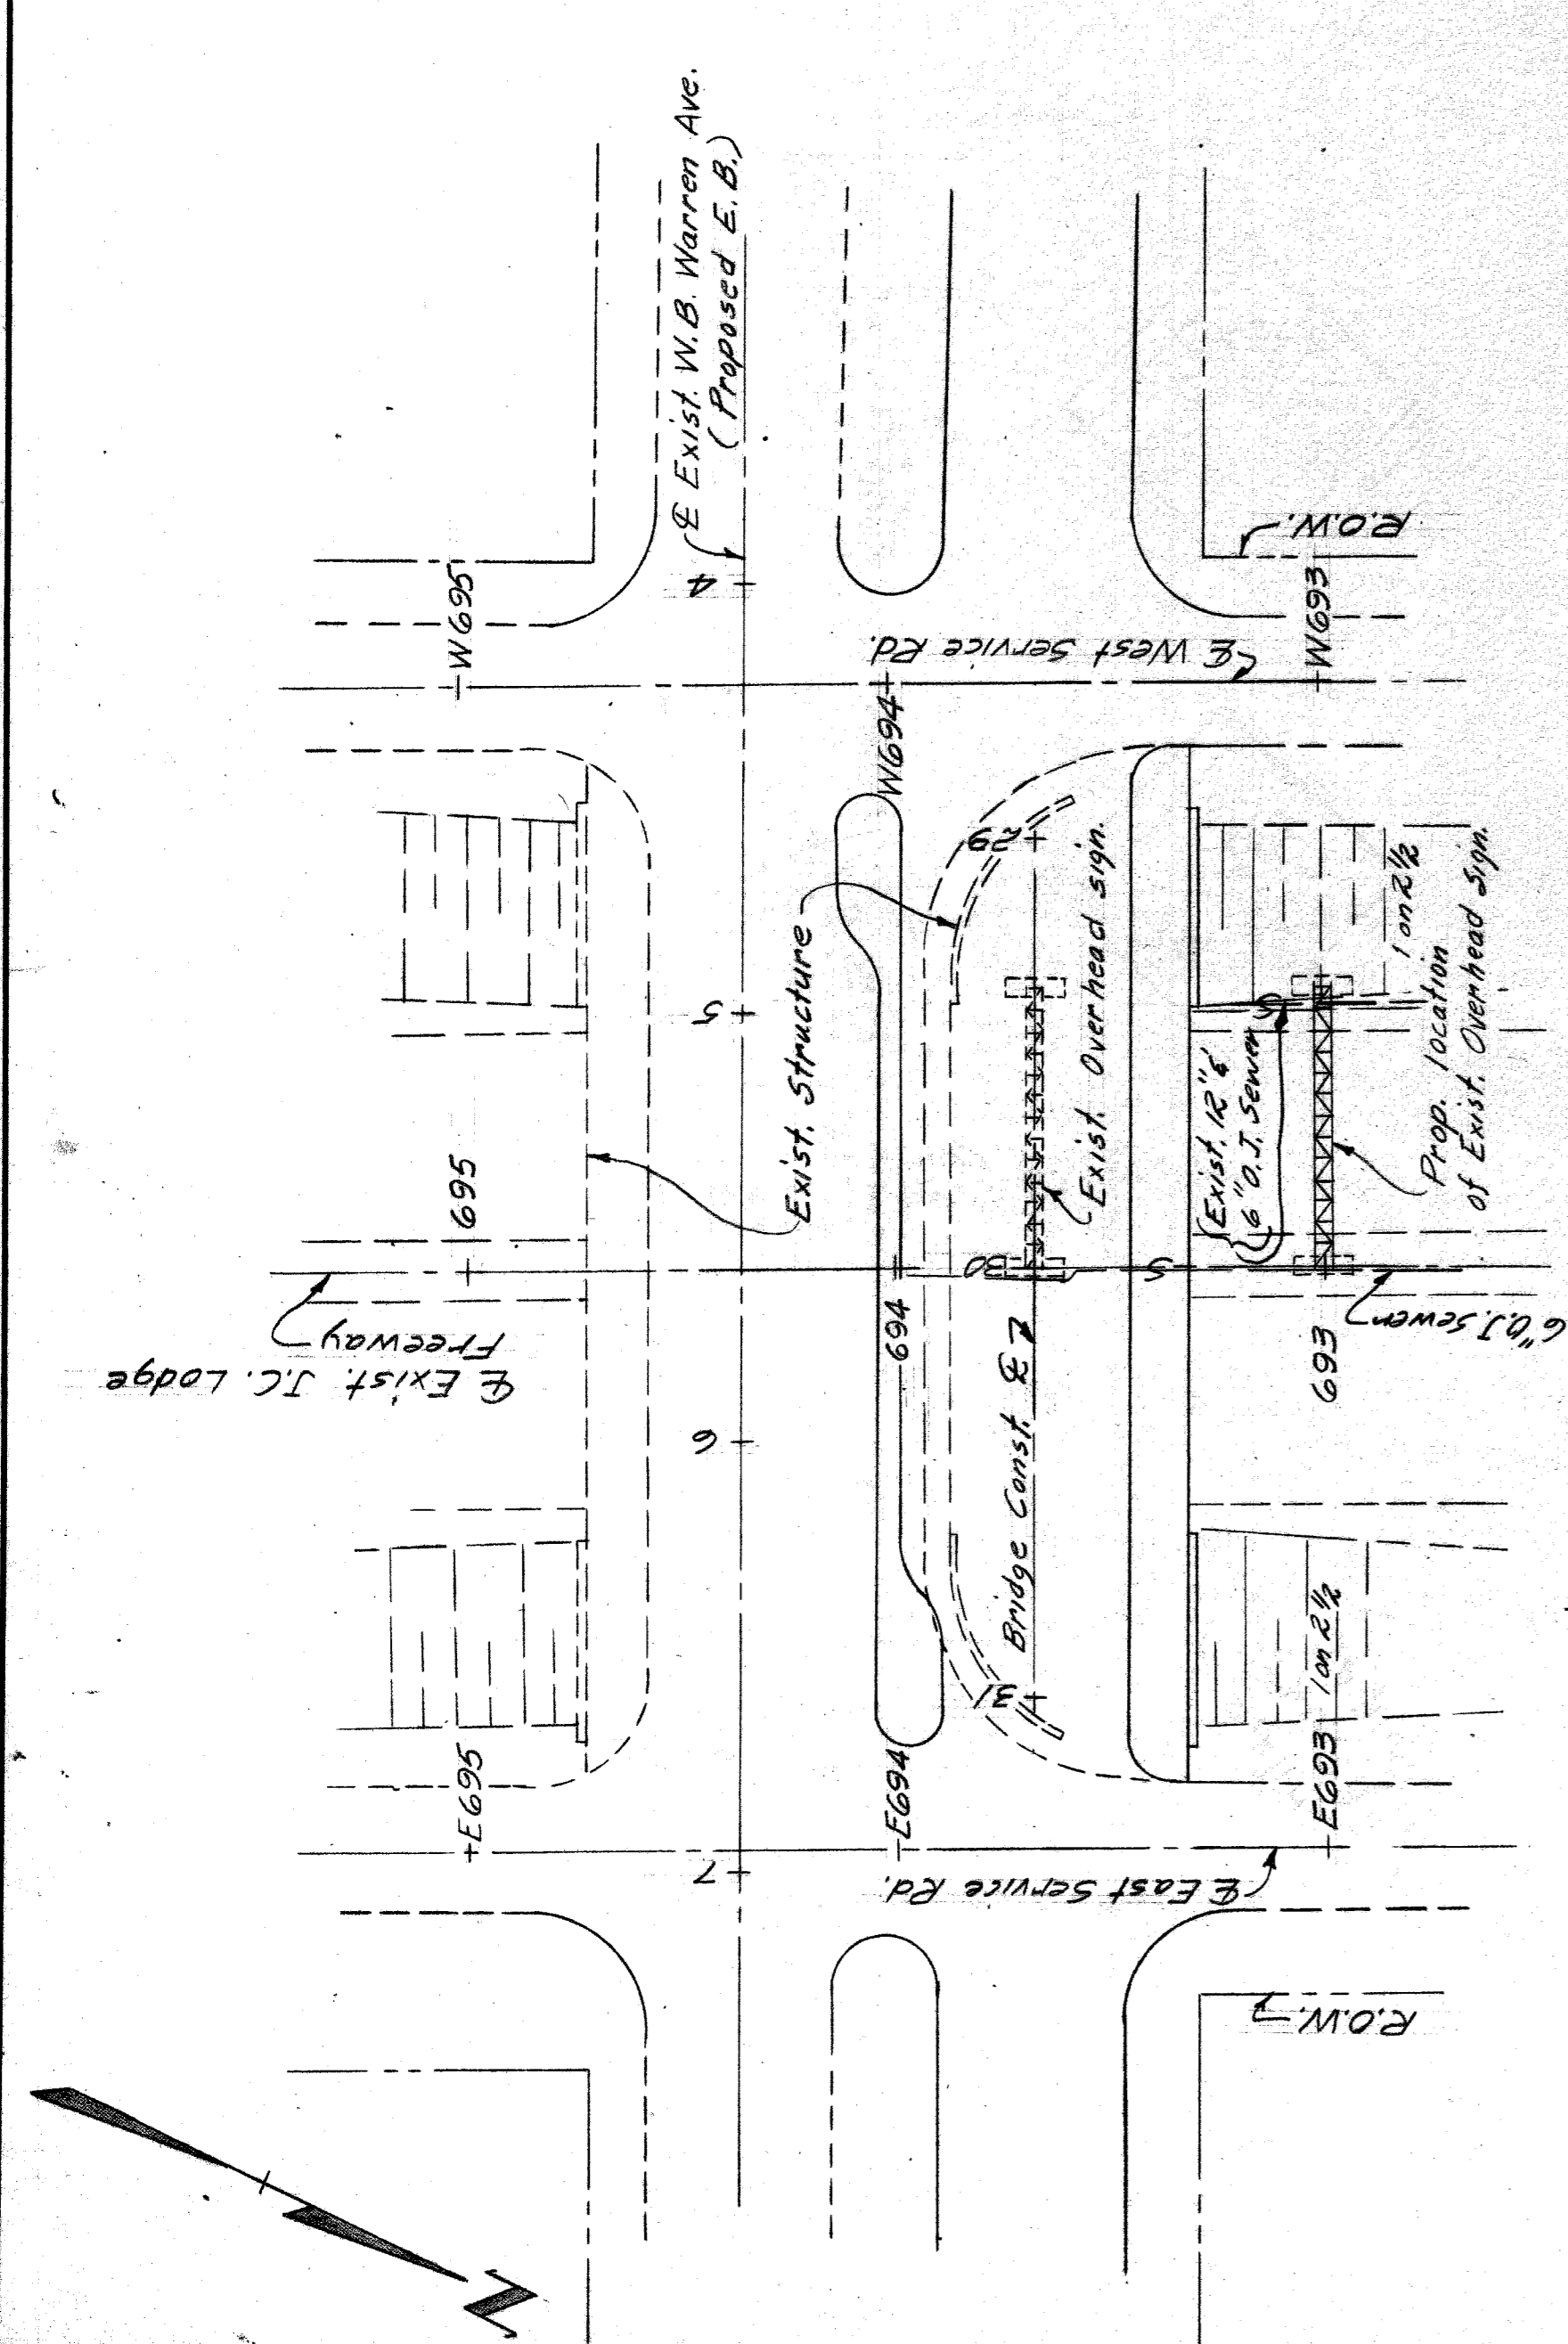 ℄ Exist. W.B. Warren Ave.
(Proposed E.B.)
R.O.W.
4
W695
℄ West Service Rd.
W693
W694
29
Exist. Structure
Exist. Overhead sign.
1 on 2½
Prop. location
of Exist. Overhead Sign.
5
Exist. 12" &
6" O.J. Sewer
S
695
℄ Exist. J.C. Lodge
Freeway
30
S
694
693
6" O.J. Sewer
6
Bridge Const. ℄
31
1 on 2½
E695
E694
E693
7
℄ East Service Rd.
R.O.W.
N